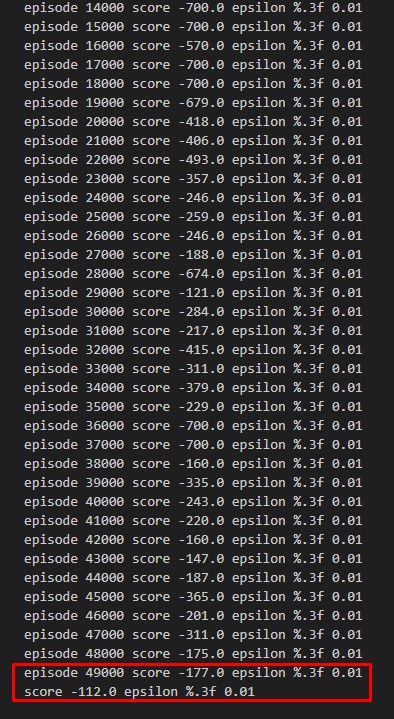 episode 14000 score -700.0 epsilon %.3f 0.01
episode 15000 score -700.0 epsilon %.3f 0.01
episode 16000 score -570.0 epsilon %.3f 0.01
episode 17000 score -700.0 epsilon %.3f 0.01
episode 18000 score -700.0 epsilon %.3f 0.01
episode 19000 score -679.0 epsilon %.3f 0.01
episode 20000 score -418.0 epsilon %.3f 0.01
episode 21000 score -406.0 epsilon %.3f 0.01
episode 22000 score -493.0 epsilon %.3f 0.01
episode 23000 score -357.0 epsilon %.3f 0.01
episode 24000 score -246.0 epsilon %.3f 0.01
episode 25000 score -259.0 epsilon %.3f 0.01
episode 26000 score -246.0 epsilon %.3f 0.01
episode 27000 score -188.0 epsilon %.3f 0.01
episode 28000 score -674.0 epsilon %.3f 0.01
episode 29000 score -121.0 epsilon %.3f 0.01
episode 30000 score -284.0 epsilon %.3f 0.01
episode 31000 score -217.0 epsilon %.3f 0.01
episode 32000 score -415.0 epsilon %.3f 0.01
episode 33000 score -311.0 epsilon %.3f 0.01
episode 34000 score -379.0 epsilon %.3f 0.01
episode 35000 score -229.0 epsilon %.3f 0.01
episode 36000 score -700.0 epsilon %.3f 0.01
episode 37000 score -700.0 epsilon %.3f 0.01
episode 38000 score -160.0 epsilon %.3f 0.01
episode 39000 score -335.0 epsilon %.3f 0.01
episode 40000 score -243.0 epsilon %.3f 0.01
episode 41000 score -220.0 epsilon %.3f 0.01
episode 42000 score -160.0 epsilon %.3f 0.01
episode 43000 score -147.0 epsilon %.3f 0.01
episode 44000 score -187.0 epsilon %.3f 0.01
episode 45000 score -365.0 epsilon %.3f 0.01
episode 46000 score -201.0 epsilon %.3f 0.01
episode 47000 score -311.0 epsilon %.3f 0.01
episode 48000 score -175.0 epsilon %.3f 0.01
episode 49000 score -177.0 epsilon %.3f 0.01
score -112.0 epsilon %.3f 0.01